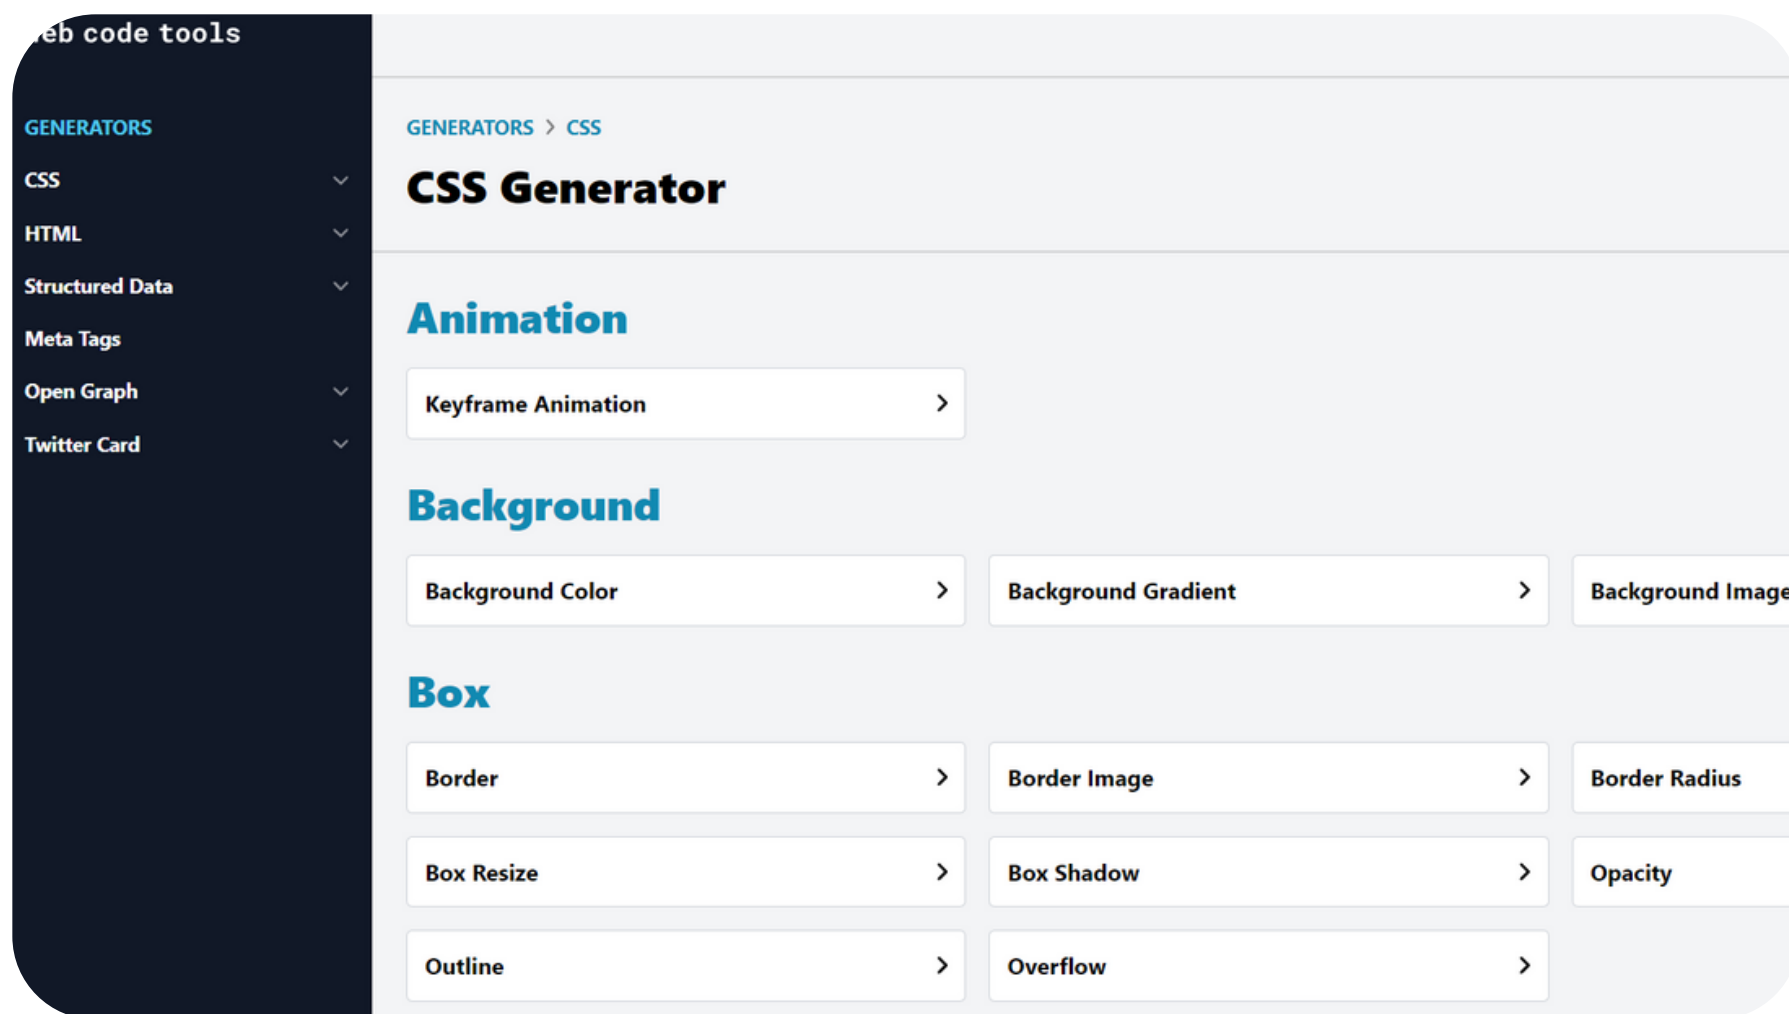 eb code tools
GENERATORS
CSS
HTML
Structured Data
Meta Tags
Open Graph
Twitter Card
GENERATORS > CSS
CSS Generator
Animation
Keyframe Animation
Background
Background Color
Background Gradient
Background Image
Box
Border
Border Image
Border Radius
Box Resize
Box Shadow
Opacity
Outline
Overflow